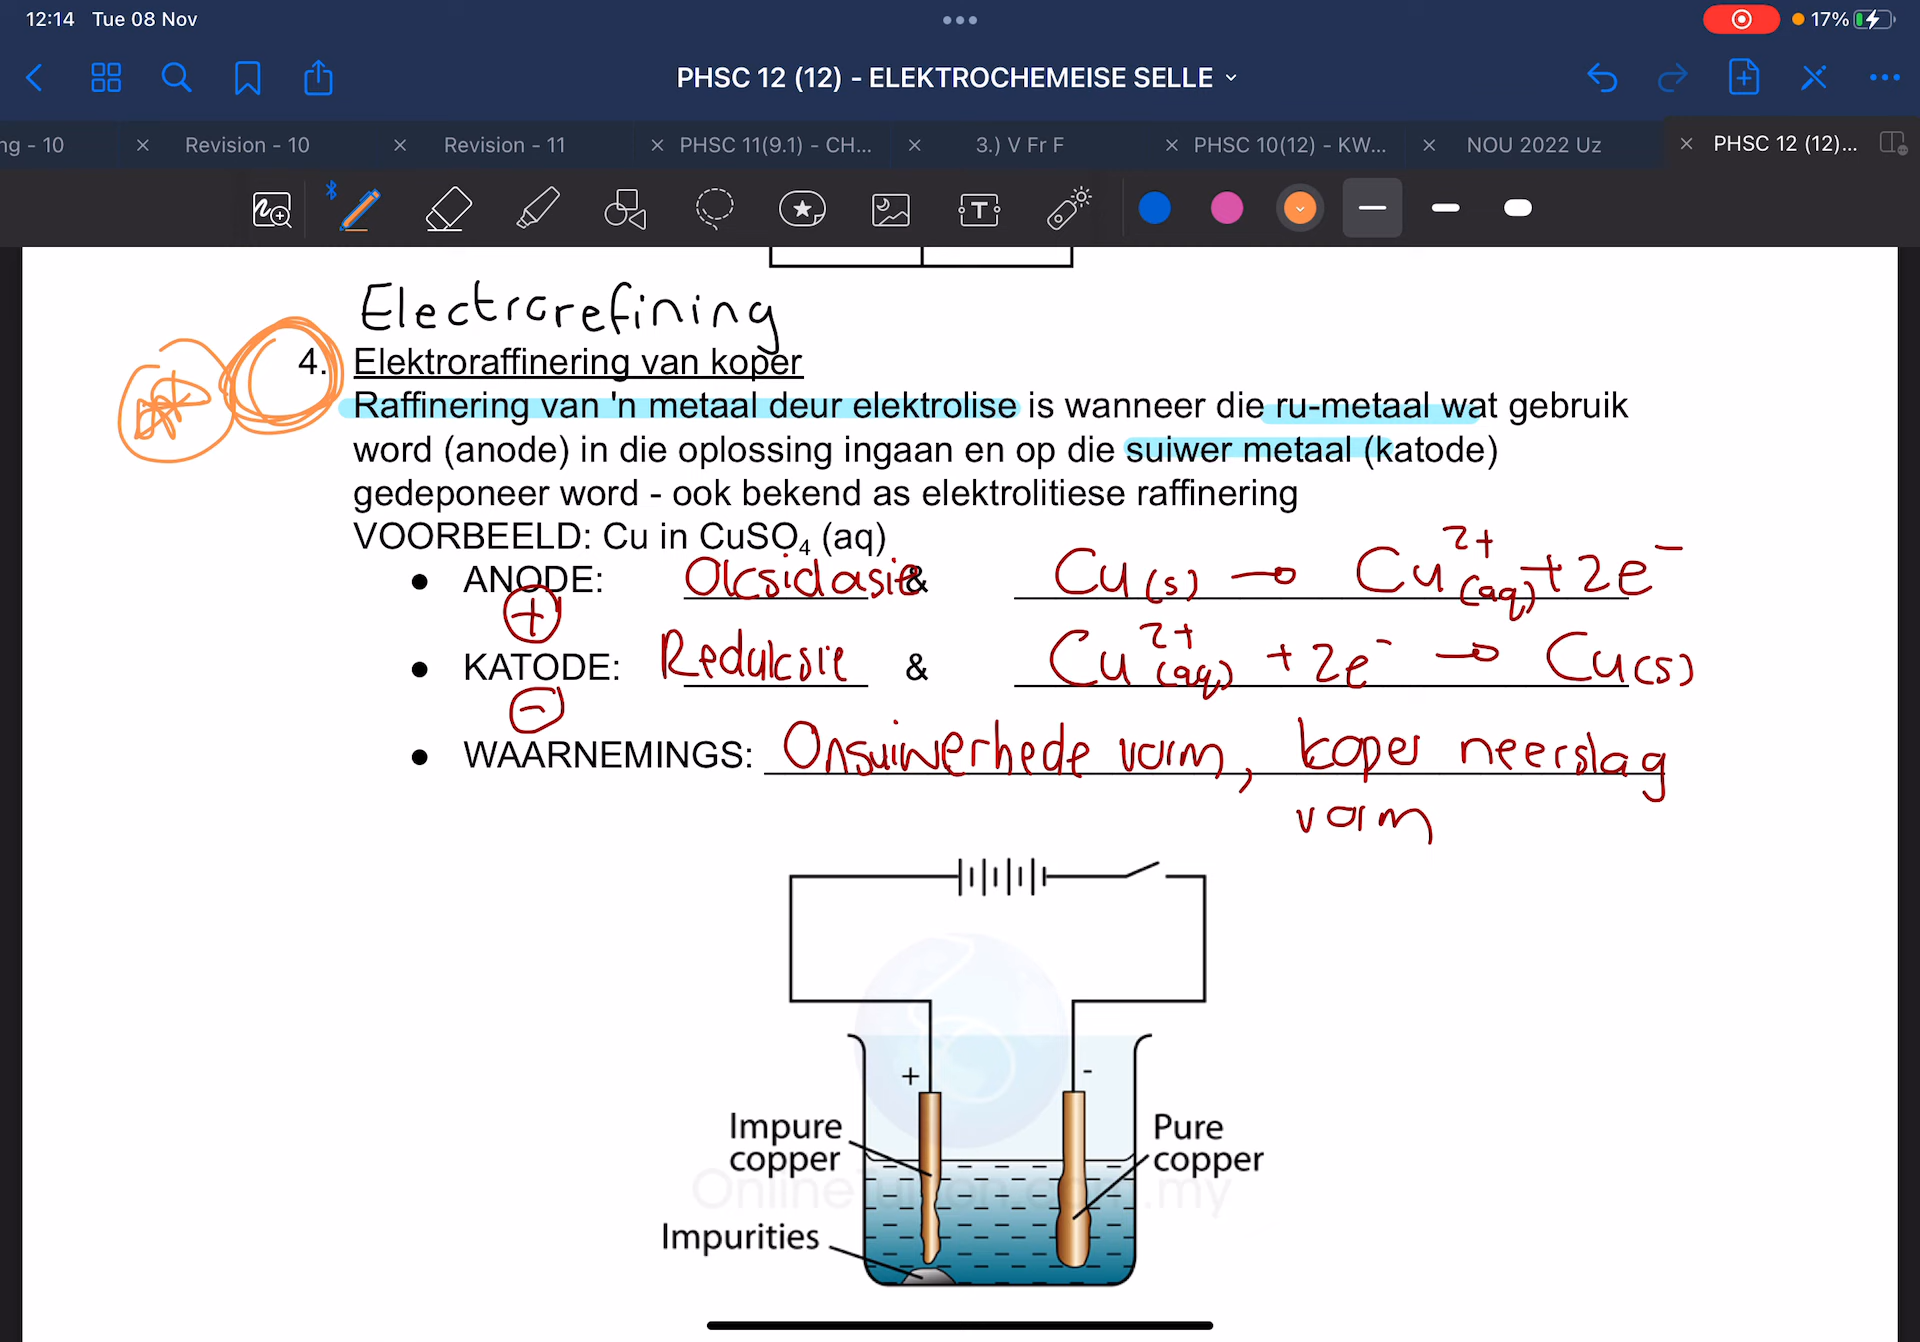 12:14 Tue 08 Nov
17%
PHSC 12 (12) - ELEKTROCHEMEISE SELLE
ng - 10
Revision - 10
Revision - 11
PHSC 11(9.1) - CH...
3.) V Fr F
PHSC 10(12) - KW...
NOU 2022 Uz
PHSC 12 (12)...
Electrorefining
4. Elektroraffinering van koper
Raffinering van 'n metaal deur elektrolise is wanneer die ru-metaal wat gebruik
word (anode) in die oplossing ingaan en op die suiwer metaal (katode)
gedeponeer word - ook bekend as elektrolitiese raffinering
VOORBEELD: Cu in CuSO₄ (aq)
● ANODE: Oksidasie & Cu(s) → Cu²⁺(aq) + 2e⁻
+
● KATODE: Reduksie & Cu²⁺(aq) + 2e⁻ → Cu(s)
-
● WAARNEMINGS: Onsuiwerhede vorm, koper neerslag
vorm
+ -
Impure
copper
Pure
copper
OnlineTuition.com.my
Impurities